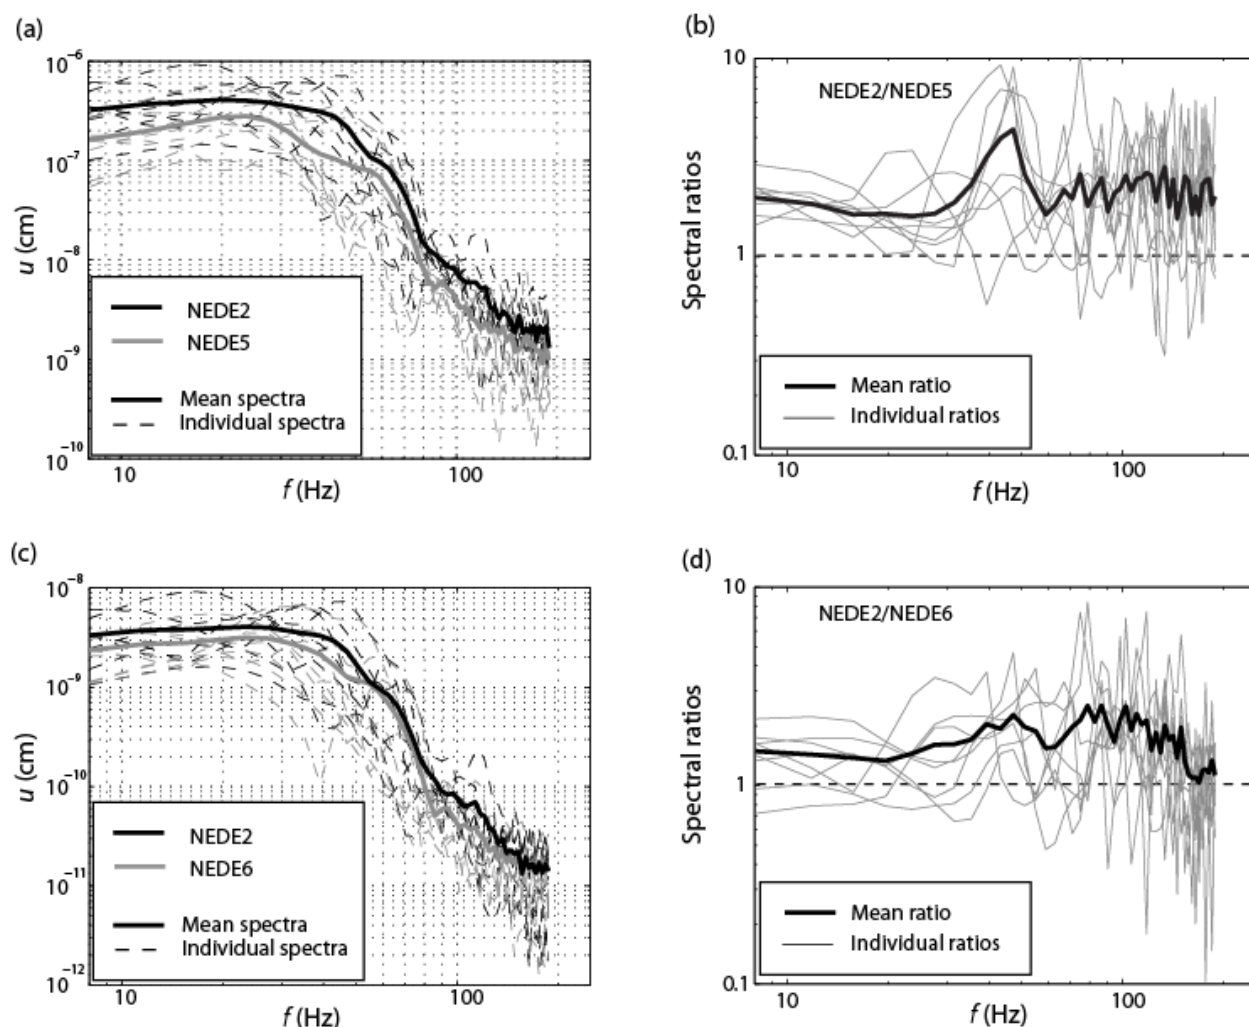 (a)
10⁻⁶
10⁻⁷
10⁻⁸
10⁻⁹
10⁻¹⁰
u (cm)
NEDE2
NEDE5
Mean spectra
Individual spectra
10
100
f (Hz)
(b)
10
1
0.1
Spectral ratios
NEDE2/NEDE5
Mean ratio
Individual ratios
10
100
f (Hz)
(c)
10⁻⁸
10⁻⁹
10⁻¹⁰
10⁻¹¹
10⁻¹²
u (cm)
NEDE2
NEDE6
Mean spectra
Individual spectra
10
100
f (Hz)
(d)
10
1
0.1
Spectral ratios
NEDE2/NEDE6
Mean ratio
Individual ratios
10
100
f (Hz)